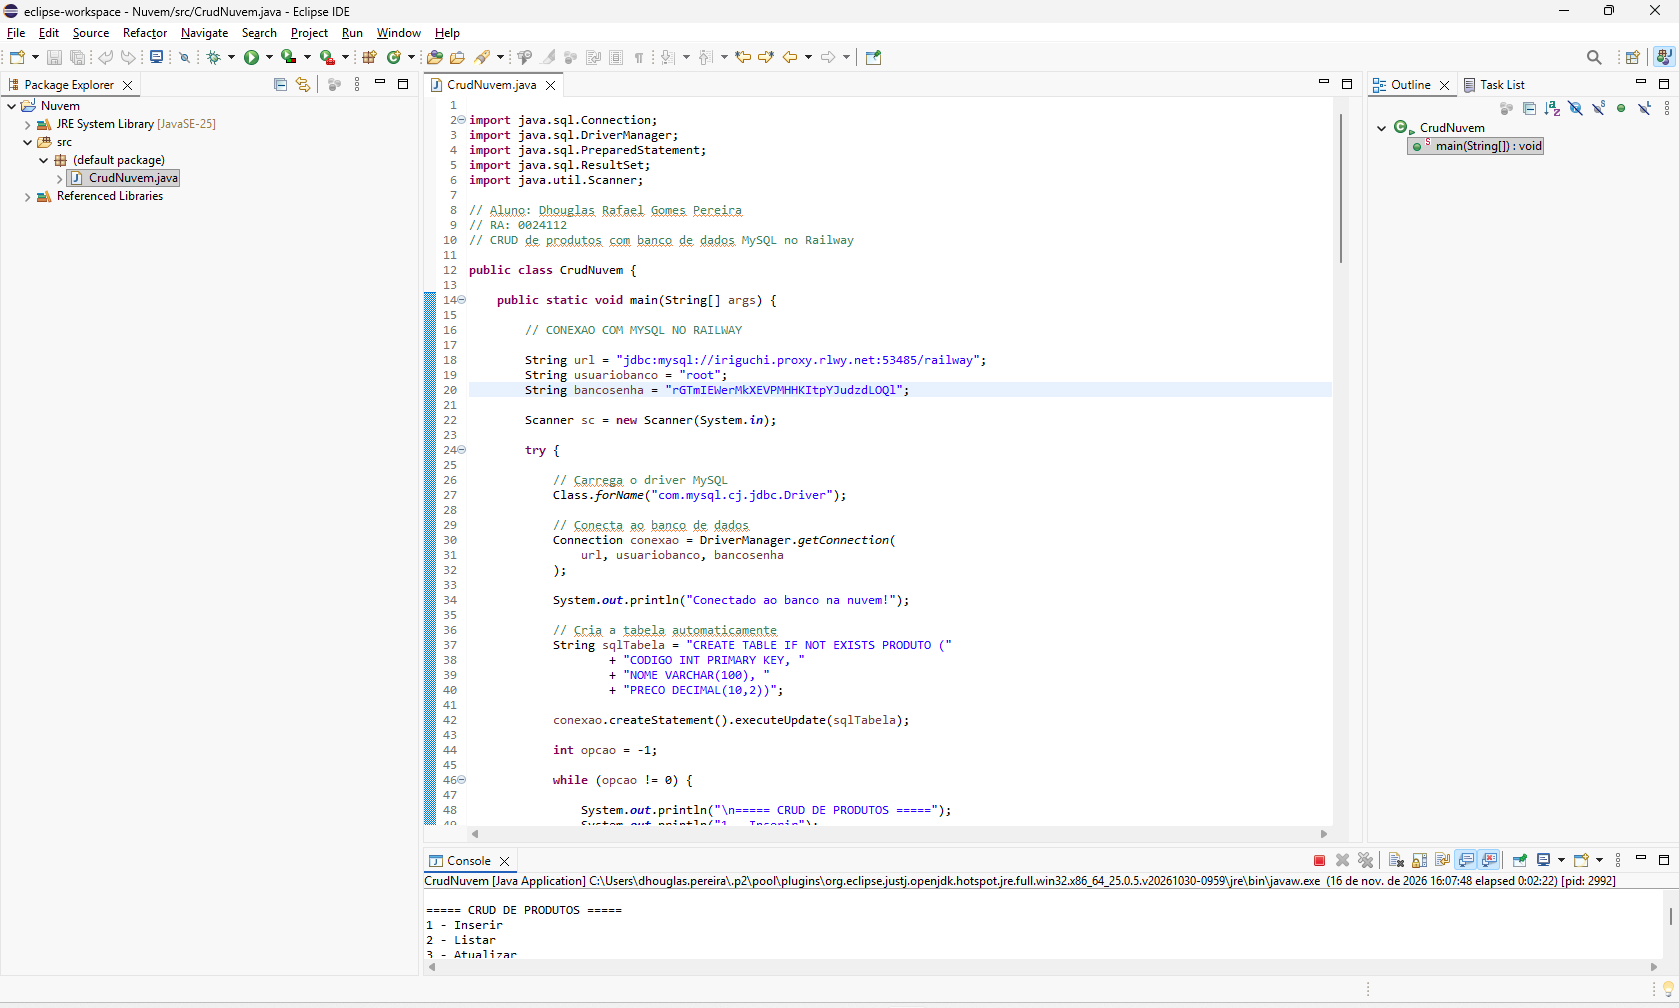 eclipse-workspace - Nuvem/src/CrudNuvem.java - Eclipse IDE
File Edit Source Refactor Navigate Search Project Run Window Help
Package Explorer
Nuvem
JRE System Library [JavaSE-25]
src
(default package)
CrudNuvem.java
Referenced Libraries
CrudNuvem.java
1
2 import java.sql.Connection;
3 import java.sql.DriverManager;
4 import java.sql.PreparedStatement;
5 import java.sql.ResultSet;
6 import java.util.Scanner;
7
8 // Aluno: Dhouglas Rafael Gomes Pereira
9 // RA: 0024112
10 // CRUD de produtos com banco de dados MySQL no Railway
11
12 public class CrudNuvem {
13
14 public static void main(String[] args) {
15
16 // CONEXAO COM MYSQL NO RAILWAY
17
18 String url = "jdbc:mysql://iriguchi.proxy.rlwy.net:53485/railway";
19 String usuariobanco = "root";
20 String bancosenha = "rGTmIEWerMkXEVPMHHKItpYJudzdLOQl";
21
22 Scanner sc = new Scanner(System.in);
23
24 try {
25
26 // Carrega o driver MySQL
27 Class.forName("com.mysql.cj.jdbc.Driver");
28
29 // Conecta ao banco de dados
30 Connection conexao = DriverManager.getConnection(
31 url, usuariobanco, bancosenha
32 );
33
34 System.out.println("Conectado ao banco na nuvem!");
35
36 // Cria a tabela automaticamente
37 String sqlTabela = "CREATE TABLE IF NOT EXISTS PRODUTO ("
38 + "CODIGO INT PRIMARY KEY, "
39 + "NOME VARCHAR(100), "
40 + "PRECO DECIMAL(10,2))";
41
42 conexao.createStatement().executeUpdate(sqlTabela);
43
44 int opcao = -1;
45
46 while (opcao != 0) {
47
48 System.out.println("\n===== CRUD DE PRODUTOS =====");
49 System.out.println("1 - Inserir");
Outline
Task List
CrudNuvem
main(String[]) : void
Console
CrudNuvem [Java Application] C:\Users\dhouglas.pereira\.p2\pool\plugins\org.eclipse.justj.openjdk.hotspot.jre.full.win32.x86_64_25.0.5.v20261030-0959\jre\bin\javaw.exe (16 de nov. de 2026 16:07:48 elapsed 0:02:22) [pid: 2992]
===== CRUD DE PRODUTOS =====
1 - Inserir
2 - Listar
3 - Atualizar